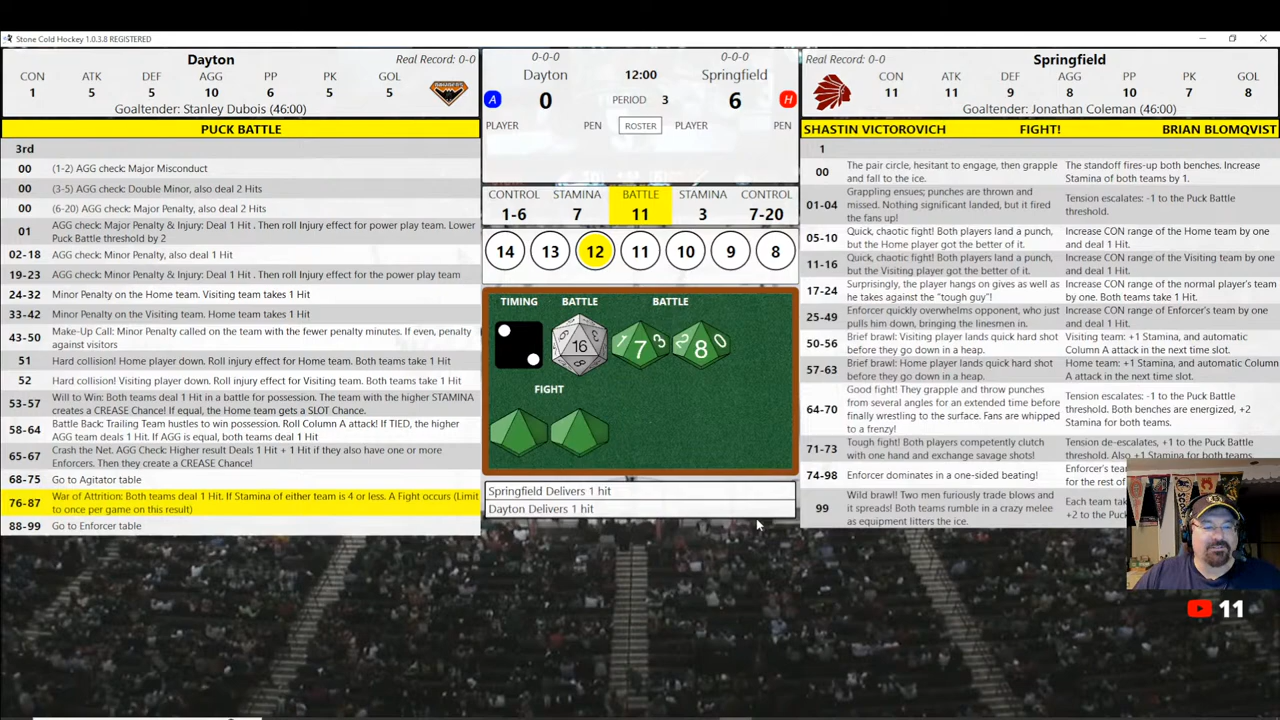 Stone Cold Hockey 1.0.3.8 REGISTERED
Dayton
Real Record: 0-0
CON ATK DEF AGG PP PK GOL
1 5 5 10 6 5 5
Goaltender: Stanley Dubois (46:00)
PUCK BATTLE
3rd
00 (1-2) AGG check: Major Misconduct
00 (3-5) AGG check: Double Minor, also deal 2 Hits
00 (6-20) AGG check: Major Penalty, also deal 2 Hits
01 AGG check: Major Penalty & Injury: Deal 1 Hit . Then roll Injury effect for power play team. Lower
Puck Battle threshold by 2
02-18 AGG check: Minor Penalty, also deal 1 Hit
19-23 AGG check: Minor Penalty & Injury: Deal 1 Hit . Then roll Injury effect for the power play team
24-32 Minor Penalty on the Home team. Visiting team takes 1 Hit
33-42 Minor Penalty on the Visiting team. Home team takes 1 Hit
43-50 Make-Up Call: Minor Penalty called on the team with the fewer penalty minutes. If even, penalty
against visitors
51 Hard collision! Home player down. Roll injury effect for Home team. Both teams take 1 Hit
52 Hard collision! Visiting player down. Roll injury effect for Visiting team. Both teams take 1 Hit
53-57 Will to Win: Both teams deal 1 Hit in a battle for possession. The team with the higher STAMINA
creates a CREASE Chance! If equal, the Home team gets a SLOT Chance.
58-64 Battle Back: Trailing Team hustles to win possession. Roll Column A attack! If TIED, the higher
AGG team deals 1 Hit. If AGG is equal, both teams deal 1 Hit
65-67 Crash the Net. AGG Check: Higher result Deals 1 Hit + 1 Hit if they also have one or more
Enforcers. Then they create a CREASE Chance!
68-75 Go to Agitator table
76-87 War of Attrition: Both teams deal 1 Hit. If Stamina of either team is 4 or less. A Fight occurs (Limit
to once per game on this result)
88-99 Go to Enforcer table
0-0-0 0-0-0
Dayton 12:00 Springfield
A 0 PERIOD 3 6 H
PLAYER PEN ROSTER PLAYER PEN
CONTROL STAMINA BATTLE STAMINA CONTROL
1-6 7 11 3 7-20
14 13 12 11 10 9 8
TIMING BATTLE BATTLE
16 1 7 3 2 8 0
FIGHT
Springfield Delivers 1 hit
Dayton Delivers 1 hit
Real Record: 0-0
Springfield
CON ATK DEF AGG PP PK GOL
11 11 9 8 10 7 8
Goaltender: Jonathan Coleman (46:00)
SHASTIN VICTOROVICH FIGHT! BRIAN BLOMQVIST
1
00 The pair circle, hesitant to engage, then grapple
and fall to the ice.
The standoff fires-up both benches. Increase
Stamina of both teams by 1.
01-04 Grappling ensues; punches are thrown and
missed. Nothing significant landed, but it fired
the fans up!
Tension escalates: -1 to the Puck Battle
threshold.
05-10 Quick, chaotic fight! Both players land a punch,
but the Home player got the better of it.
Increase CON range of the Home team by one
and deal 1 Hit.
11-16 Quick, chaotic fight! Both players land a punch,
but the Visiting player got the better of it.
Increase CON range of the Visiting team by one
and deal 1 Hit.
17-24 Surprisingly, the player hangs on gives as well as
he takes against the "tough guy"!
Increase CON range of the normal player's team
by one. Both teams take 1 Hit.
25-49 Enforcer quickly overwhelms opponent, who just
pulls him down, bringing the linesmen in.
Increase CON range of Enforcer's team by one
and deal 1 Hit.
50-56 Brief brawl: Visiting player lands quick hard shot
before they go down in a heap.
Visiting team: +1 Stamina, and automatic
Column A attack in the next time slot.
57-63 Brief brawl: Home player lands quick hard shot
before they go down in a heap.
Home team: +1 Stamina, and automatic Column
A attack in the next time slot.
64-70 Good fight! They grapple and throw punches
from several angles for an extended time before
finally wrestling to the surface. Fans are whipped
to a frenzy!
Tension escalates: -1 to the Puck Battle
threshold. Both benches are energized, +2
Stamina for both teams.
71-73 Tough fight! Both players competently clutch
with one hand and exchange savage shots!
Tension de-escalates, +1 to the Puck Battle
threshold. Also +1 Stamina for both teams.
74-98 Enforcer dominates in a one-sided beating!
Enforcer's tea
for the rest of
99 Wild brawl! Two men furiously trade blows and
it spreads! Both teams rumble in a crazy melee
as equipment litters the ice.
Each team tak
+2 to the Puck
11